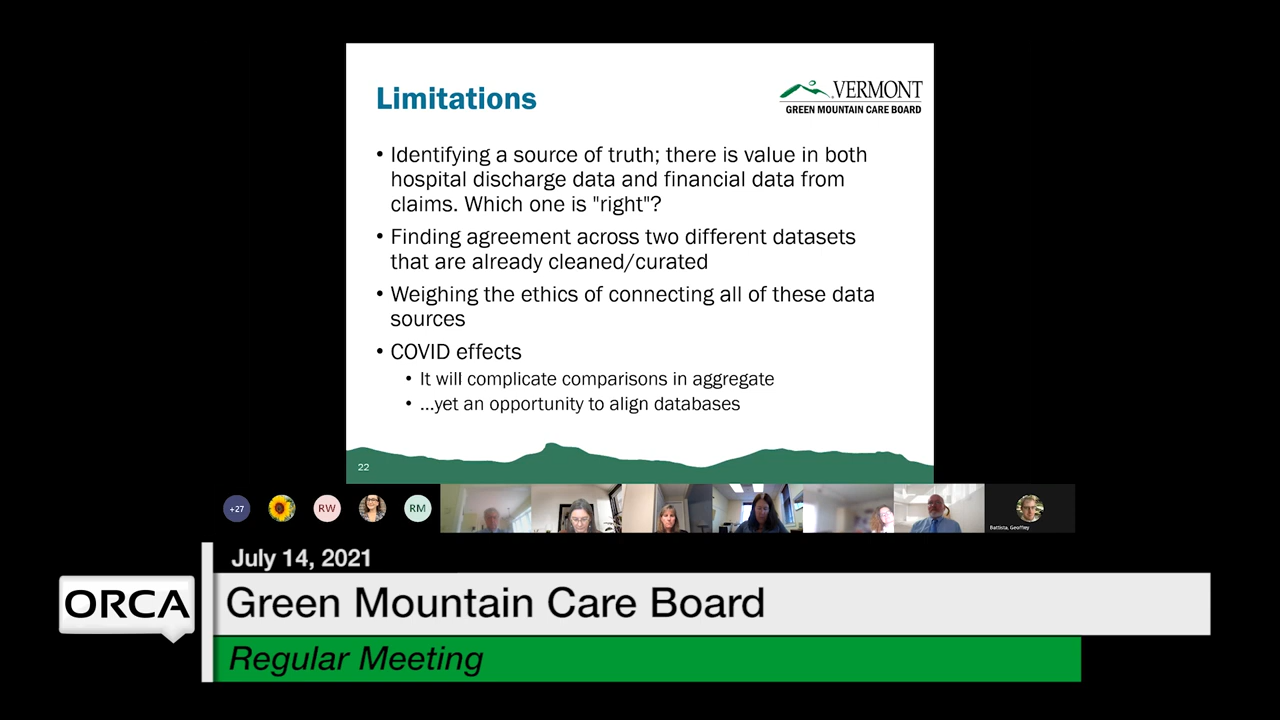 Limitations
VERMONT
GREEN MOUNTAIN CARE BOARD
• Identifying a source of truth; there is value in both
hospital discharge data and financial data from
claims. Which one is "right"?
• Finding agreement across two different datasets
that are already cleaned/curated
• Weighing the ethics of connecting all of these data
sources
• COVID effects
• It will complicate comparisons in aggregate
• ...yet an opportunity to align databases
22
+27
RW
RM
Battista, Geoffrey
July 14, 2021
ORCA
Green Mountain Care Board
Regular Meeting